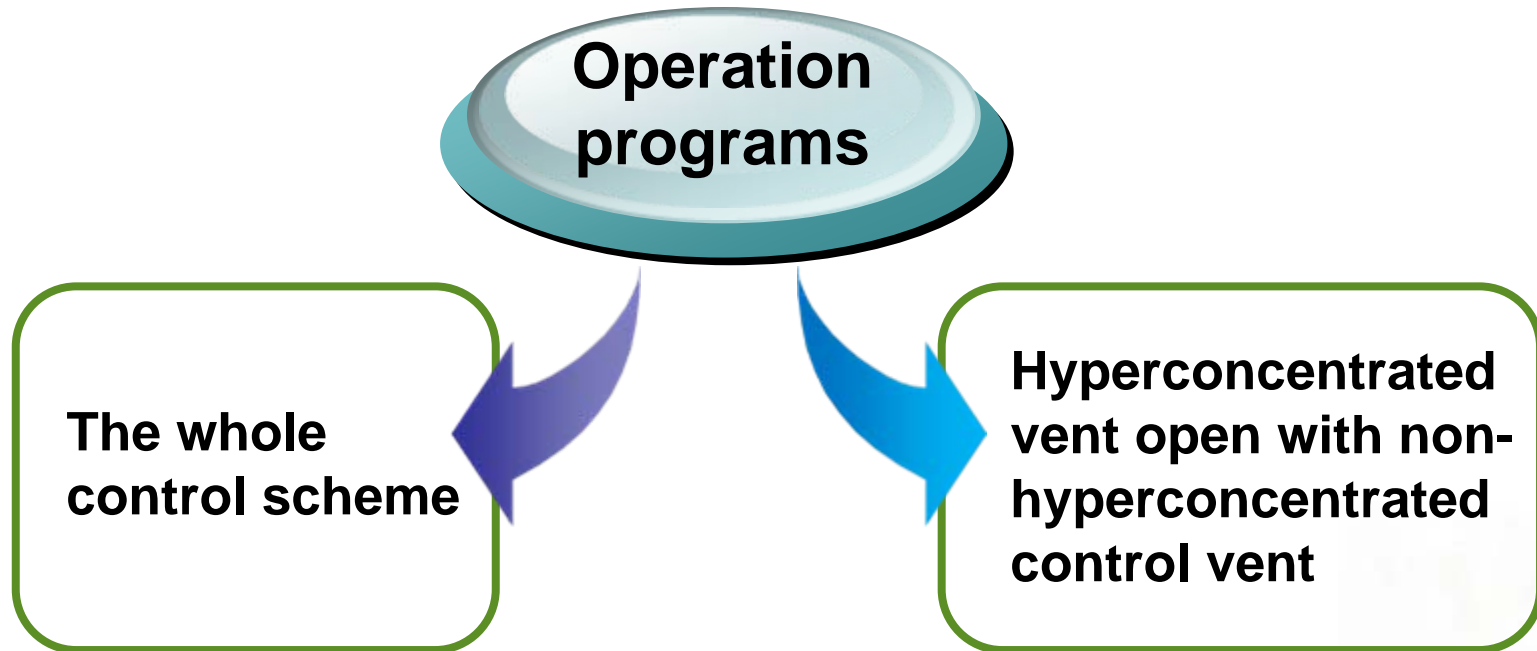 Operation
programs
The whole
control scheme
Hyperconcentrated
vent open with non-
hyperconcentrated
control vent